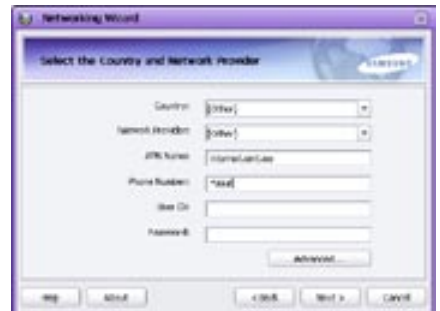 Networking Wizard
Select the Country and Network Provider
SAMSUNG
Country: [Other]
Network Provider: [Other]
APN Name:
Phone Number:
User ID:
Password:
Advanced...
Help About < Back Next > Cancel